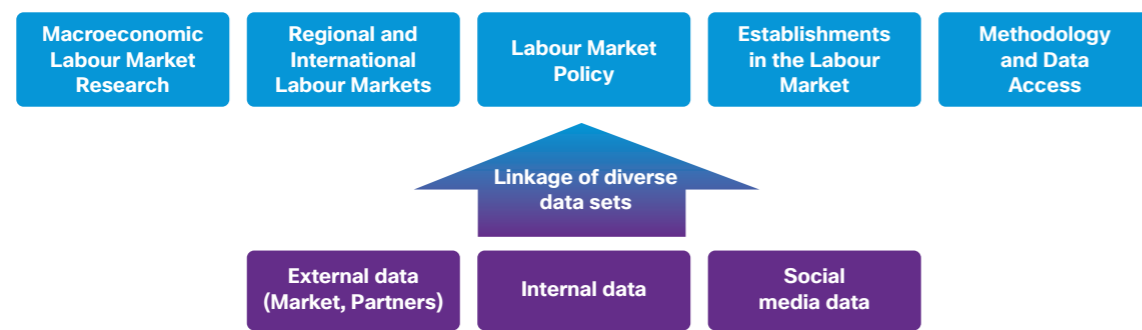 Macroeconomic
Labour Market
Research
Regional and
International
Labour Markets
Labour Market
Policy
Establishments
in the Labour
Market
Methodology
and Data
Access
Linkage of diverse
data sets
External data
(Market, Partners)
Internal data
Social
media data